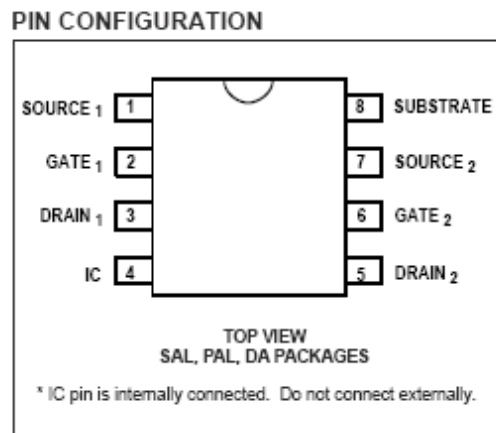 PIN CONFIGURATION
SOURCE 1 1 8 SUBSTRATE
GATE 1 2 7 SOURCE 2
DRAIN 1 3 6 GATE 2
IC 4 5 DRAIN 2
TOP VIEW
SAL, PAL, DA PACKAGES
* IC pin is internally connected. Do not connect externally.